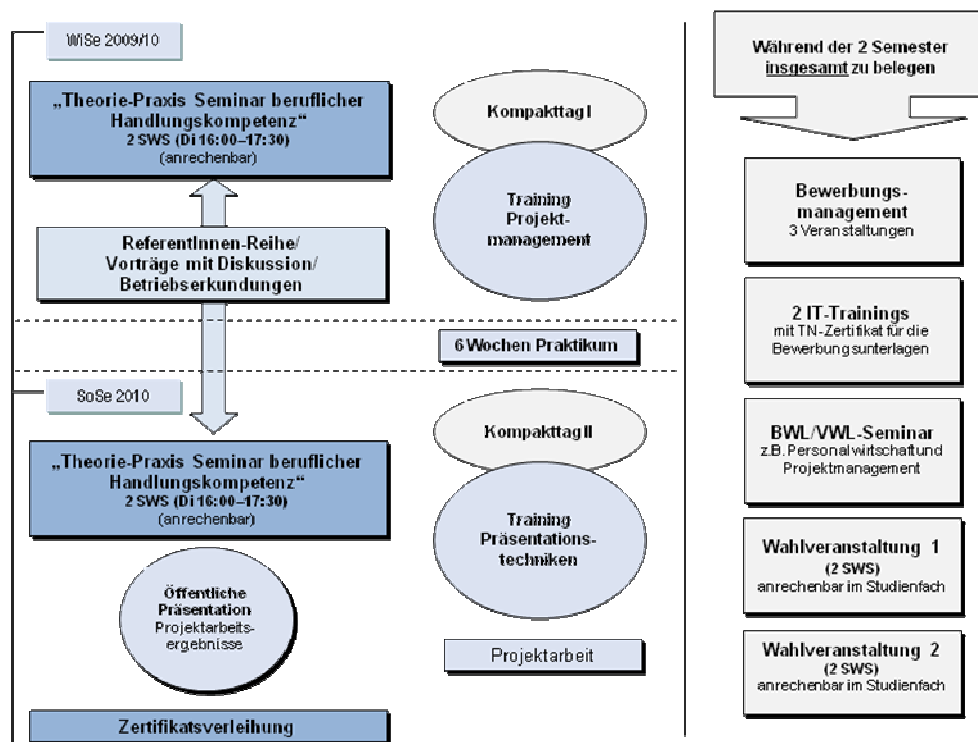 WiSe 2009/10
„Theorie-Praxis Seminar beruflicher
Handlungskompetenz“
2 SWS (Di 16:00–17:30)
(anrechenbar)
Kompakttag I
Training
Projekt-
management
ReferentInnen-Reihe/
Vorträge mit Diskussion/
Betriebserkundungen
6 Wochen Praktikum
SoSe 2010
„Theorie-Praxis Seminar beruflicher
Handlungskompetenz“
2 SWS (Di 16:00–17:30)
(anrechenbar)
Kompakttag II
Training
Präsentations-
techniken
Öffentliche
Präsentation
Projektarbeits-
ergebnisse
Projektarbeit
Zertifikatsverleihung
Während der 2 Semester
insgesamt zu belegen
Bewerbungs-
management
3 Veranstaltungen
2 IT-Trainings
mit TN-Zertifikat für die
Bewerbungsunterlagen
BWL/VWL-Seminar
z.B. Personalwirtschaft und
Projektmanagement
Wahlveranstaltung 1
(2 SWS)
anrechenbar im Studienfach
Wahlveranstaltung 2
(2 SWS)
anrechenbar im Studienfach